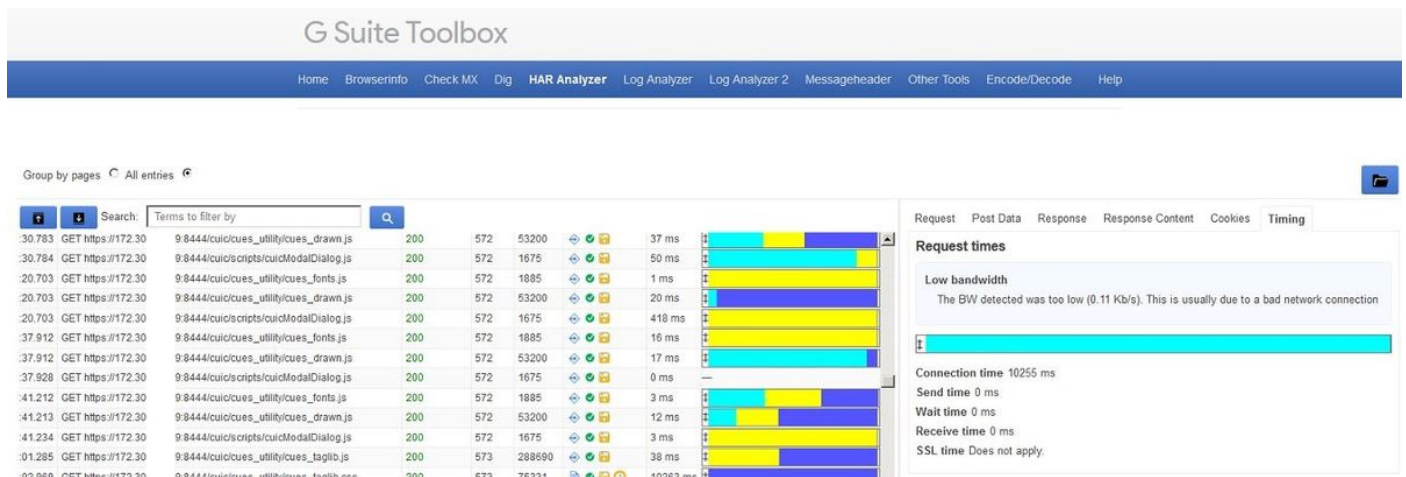 G Suite Toolbox
Home Browserinfo Check MX Dig HAR Analyzer Log Analyzer Log Analyzer 2 Messageheader Other Tools Encode/Decode Help
Group by pages All entries
Search: Terms to filter by
:30.783 GET https://172.30 9:8444/cuic/cues_utility/cues_drawn.js 200 572 53200 37 ms
:30.784 GET https://172.30 9:8444/cuic/scripts/cuicModalDialog.js 200 572 1675 50 ms
:20.703 GET https://172.30 9:8444/cuic/cues_utility/cues_fonts.js 200 572 1885 1 ms
:20.703 GET https://172.30 9:8444/cuic/cues_utility/cues_drawn.js 200 572 53200 20 ms
:20.703 GET https://172.30 9:8444/cuic/scripts/cuicModalDialog.js 200 572 1675 418 ms
:37.912 GET https://172.30 9:8444/cuic/cues_utility/cues_fonts.js 200 572 1885 16 ms
:37.912 GET https://172.30 9:8444/cuic/cues_utility/cues_drawn.js 200 572 53200 17 ms
:37.928 GET https://172.30 9:8444/cuic/scripts/cuicModalDialog.js 200 572 1675 0 ms —
:41.212 GET https://172.30 9:8444/cuic/cues_utility/cues_fonts.js 200 572 1885 3 ms
:41.213 GET https://172.30 9:8444/cuic/cues_utility/cues_drawn.js 200 572 53200 12 ms
:41.234 GET https://172.30 9:8444/cuic/scripts/cuicModalDialog.js 200 572 1675 3 ms
:01.285 GET https://172.30 9:8444/cuic/cues_utility/cues_taglib.js 200 573 288690 38 ms
Request Post Data Response Response Content Cookies Timing
Request times
Low bandwidth
The BW detected was too low (0.11 Kb/s). This is usually due to a bad network connection
Connection time 10255 ms
Send time 0 ms
Wait time 0 ms
Receive time 0 ms
SSL time Does not apply.